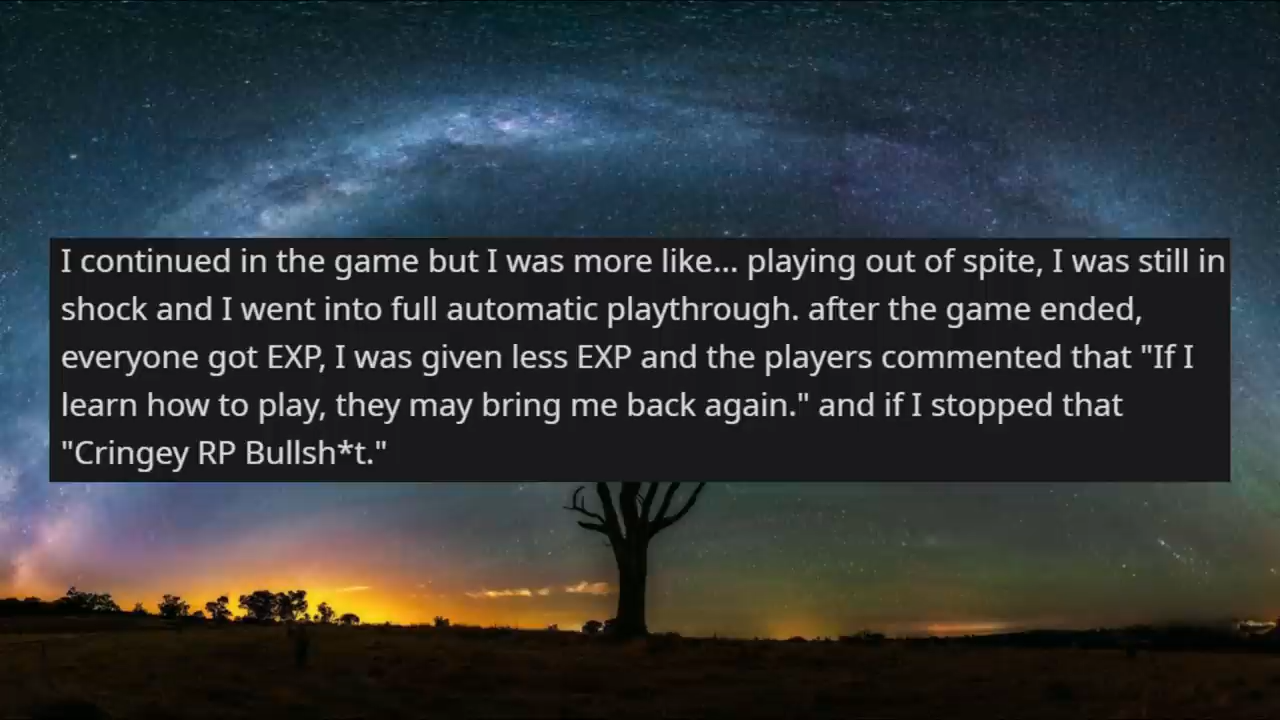 I continued in the game but I was more like... playing out of spite, I was still in
shock and I went into full automatic playthrough. after the game ended,
everyone got EXP, I was given less EXP and the players commented that "If I
learn how to play, they may bring me back again." and if I stopped that
"Cringey RP Bullsh*t."